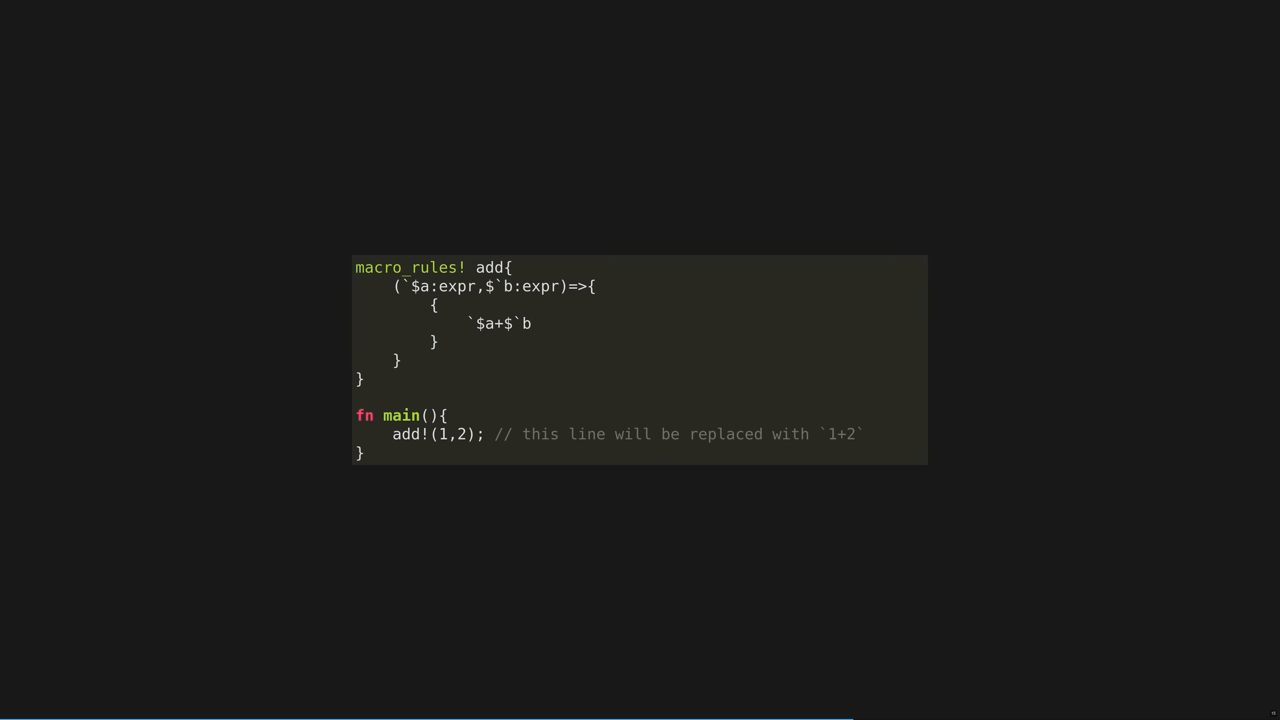 macro_rules! add{
    (`$a:expr,$`b:expr)=>{
        {
            `$a+$`b
        }
    }
}

fn main(){
    add!(1,2); // this line will be replaced with `1+2`
}